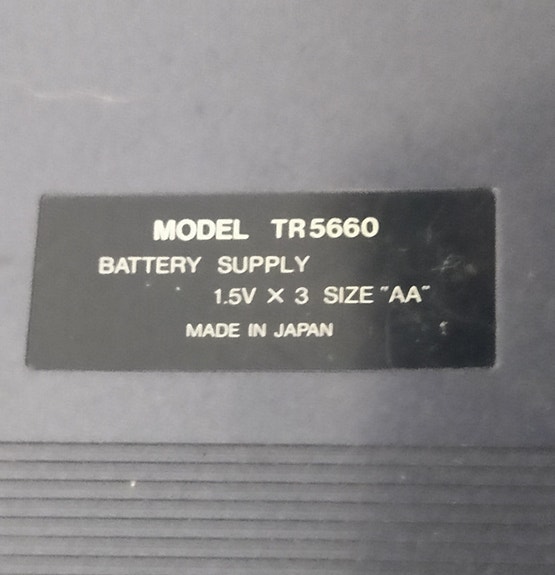 MODEL TR5660
BATTERY SUPPLY
1.5V X 3 SIZE "AA"
MADE IN JAPAN